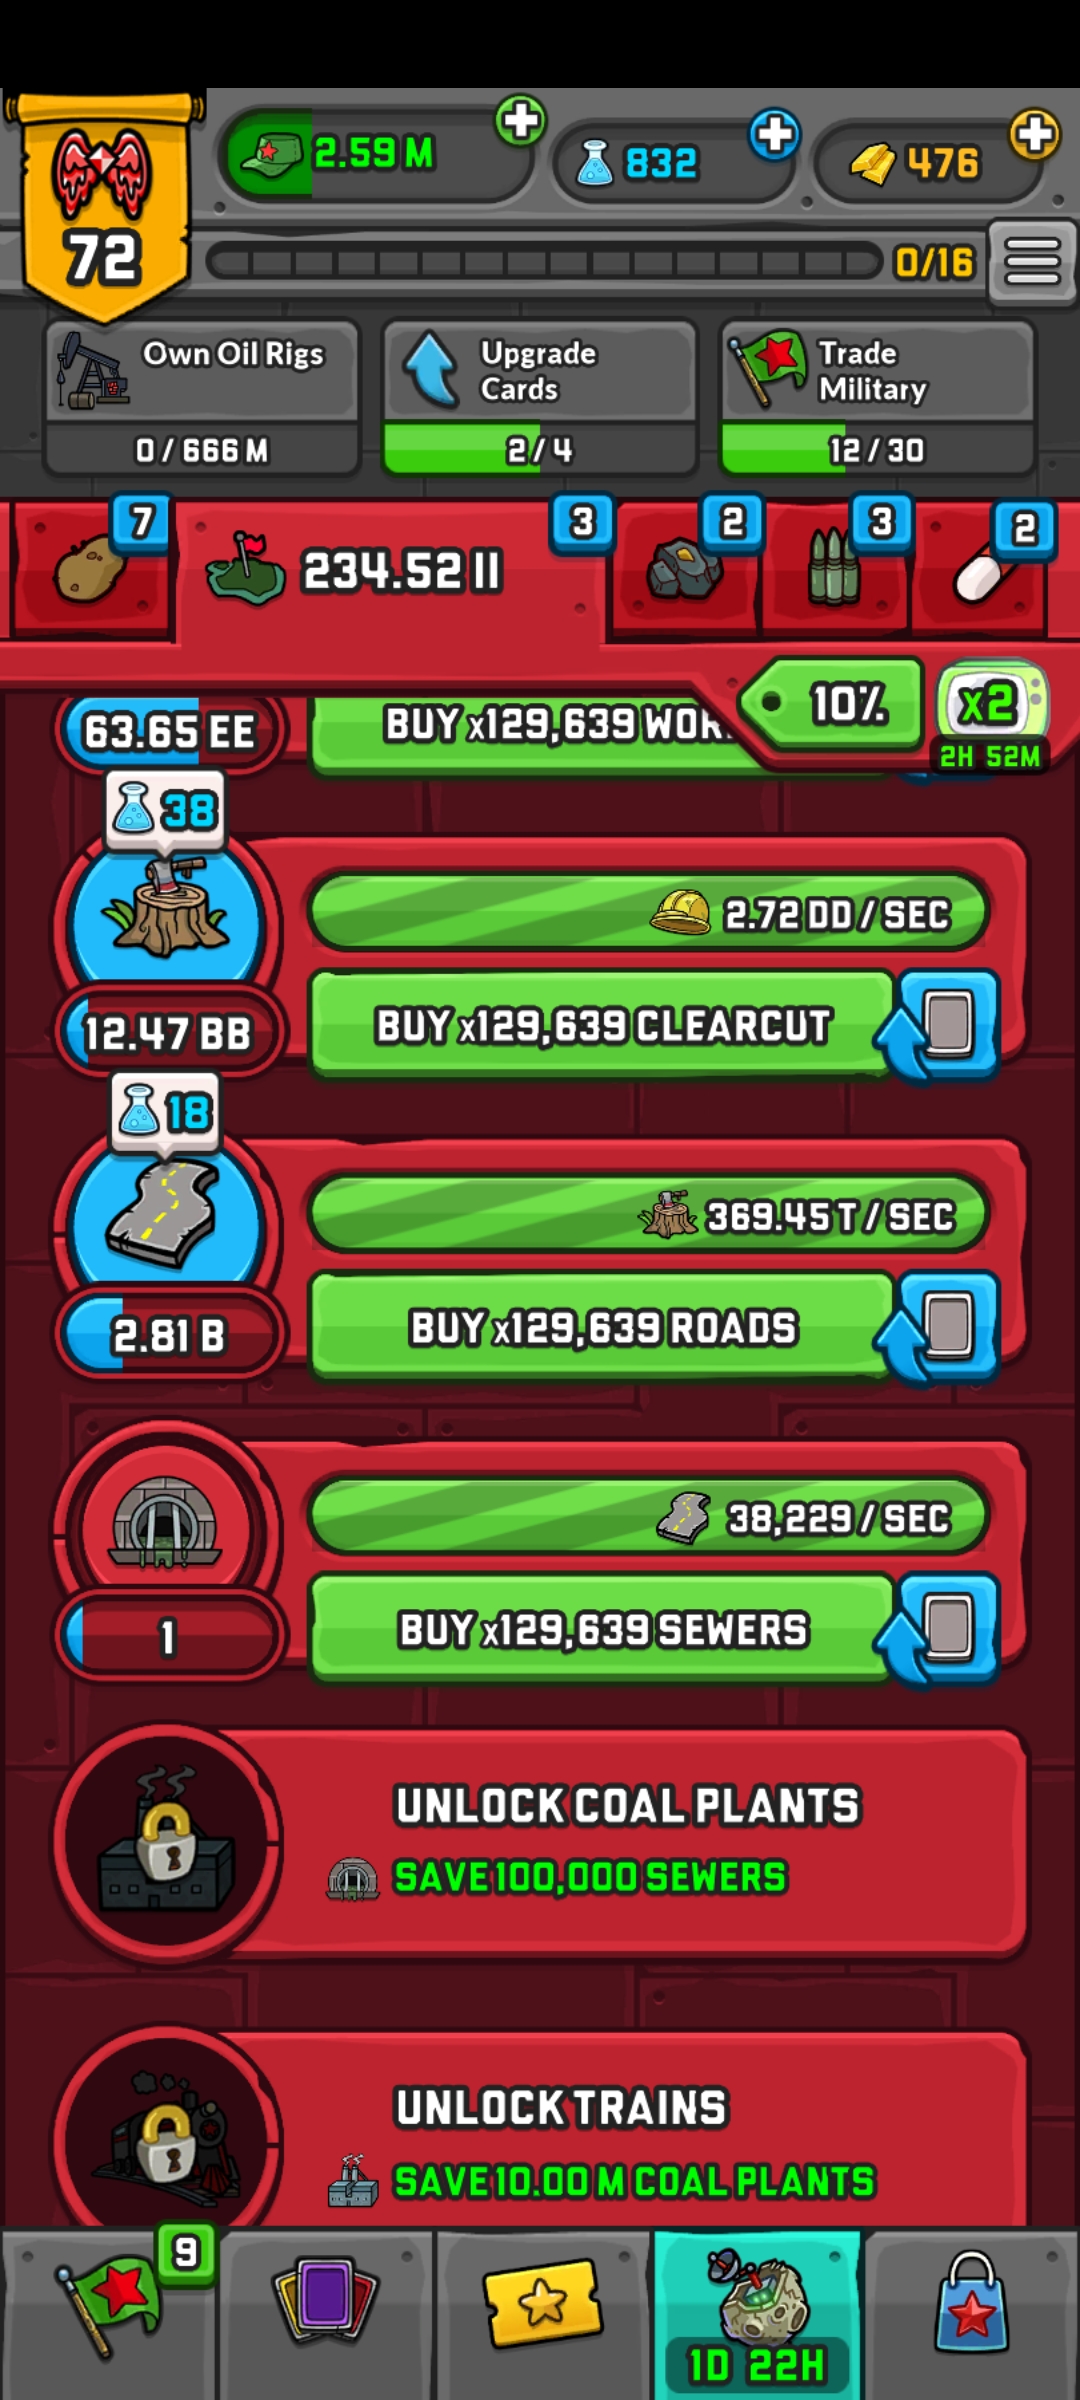 72
2.59 M
832
476
0/16
Own Oil Rigs
0 / 666 M
Upgrade
Cards
2 / 4
Trade
Military
12 / 30
7
234.52 II
3
2
3
2
10%
x2
2H 52M
63.65 EE
BUY x129,639 WOR
38
2.72 DD / SEC
12.47 BB
BUY x129,639 CLEARCUT
18
369.45 T / SEC
2.81 B
BUY x129,639 ROADS
38,229 / SEC
1
BUY x129,639 SEWERS
UNLOCK COAL PLANTS
SAVE 100,000 SEWERS
UNLOCK TRAINS
SAVE 10.00 M COAL PLANTS
9
1D 22H